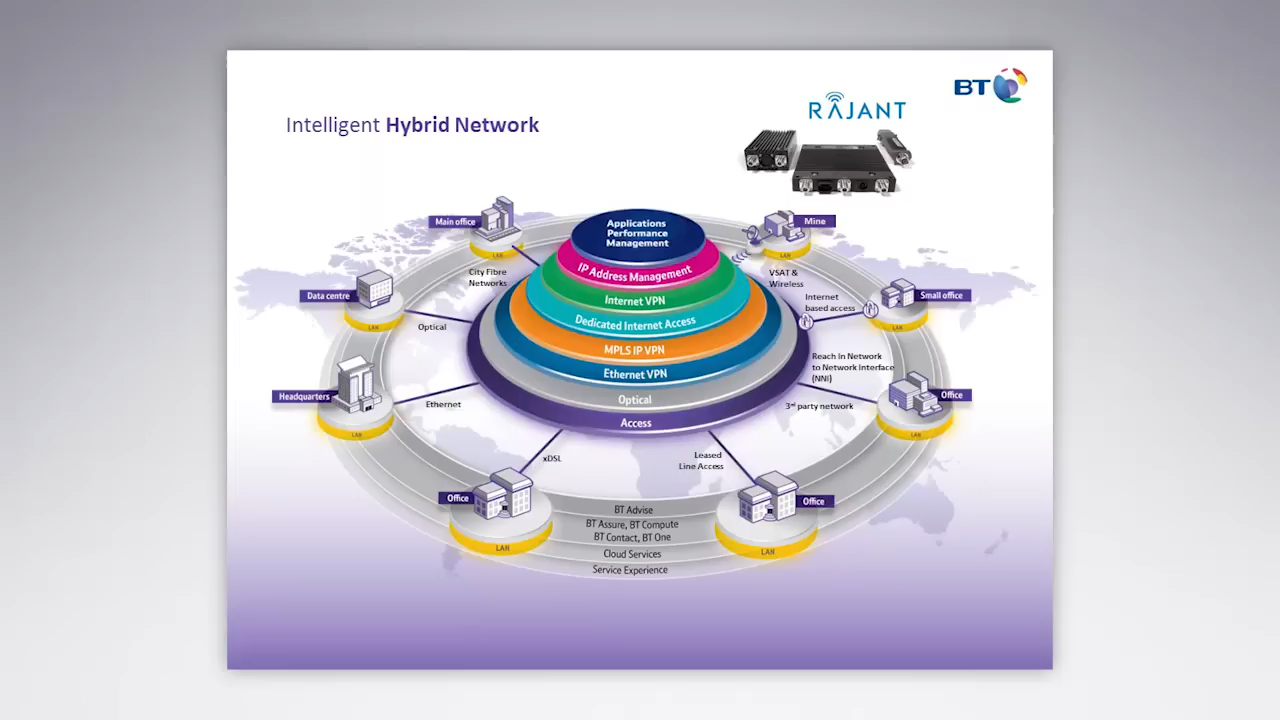 BT
RAJANT
Intelligent Hybrid Network
Main office
LAN
City Fibre
Networks
Applications
Performance
Management
Mine
LAN
VSAT &
Wireless
IP Address Management
Internet VPN
Dedicated Internet Access
MPLS IP VPN
Ethernet VPN
Optical
Access
Data centre
LAN
Optical
Internet
based access
Small office
LAN
Reach In Network
to Network Interface
(NNI)
Headquarters
LAN
Ethernet
3rd party network
Office
LAN
xDSL
Leased
Line Access
Office
LAN
Office
LAN
BT Advise
BT Assure, BT Compute
BT Contact, BT One
Cloud Services
Service Experience